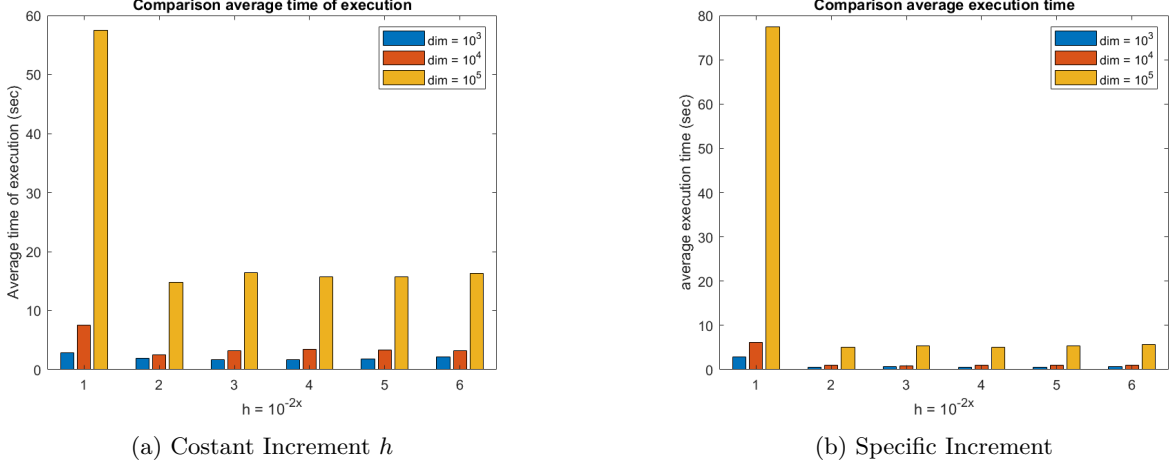 Comparison average time of execution
60
50
40
30
20
10
0
Average time of execution (sec)
dim = 10^3
dim = 10^4
dim = 10^5
1 2 3 4 5 6
h = 10^-2x
(a) Costant Increment h
Comparison average execution time
80
70
60
50
40
30
20
10
0
average execution time (sec)
dim = 10^3
dim = 10^4
dim = 10^5
1 2 3 4 5 6
h = 10^-2x
(b) Specific Increment